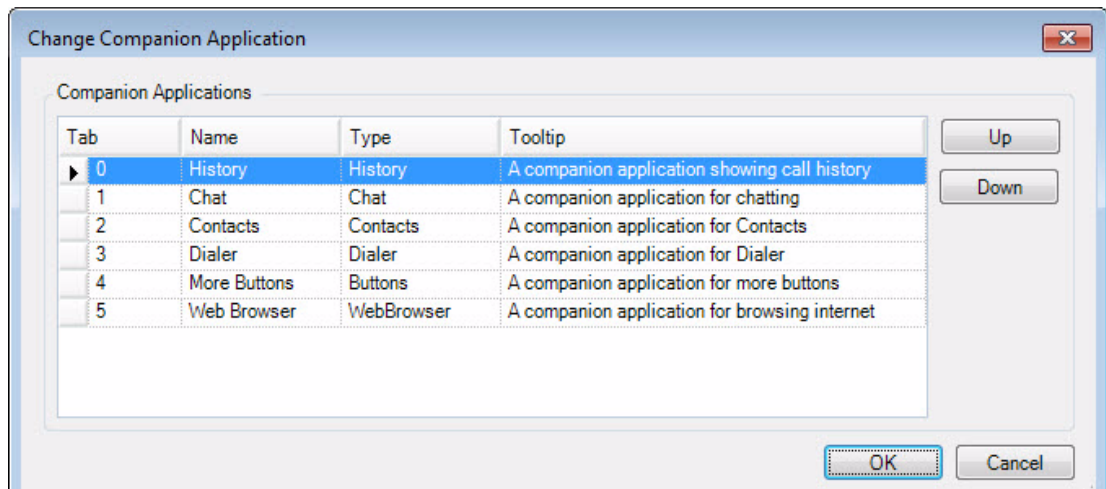 Change Companion Application
Companion Applications
Tab Name Type Tooltip
0 History History A companion application showing call history
1 Chat Chat A companion application for chatting
2 Contacts Contacts A companion application for Contacts
3 Dialer Dialer A companion application for Dialer
4 More Buttons Buttons A companion application for more buttons
5 Web Browser WebBrowser A companion application for browsing internet
Up
Down
OK Cancel